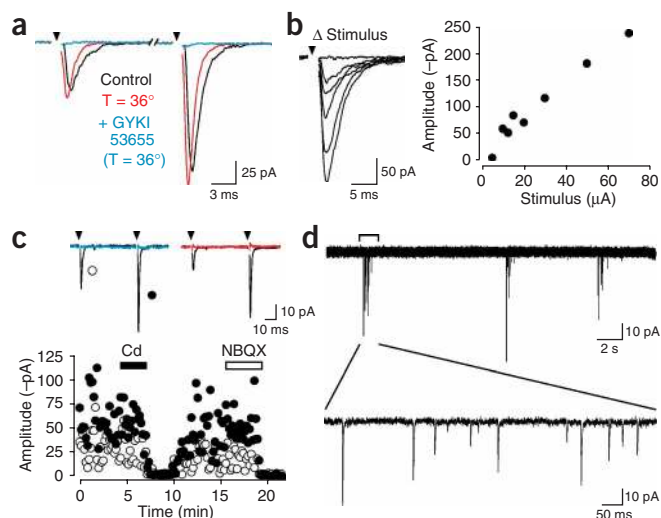 a
Control
T = 36°
+ GYKI
53655
(T = 36°)
25 pA
3 ms
b
Δ Stimulus
50 pA
5 ms
Amplitude (–pA)
250
200
150
100
50
0
0 20 40 60 80
Stimulus (μA)
c
10 pA
10 ms
Cd
NBQX
Amplitude (–pA)
125
100
75
50
25
0
0 5 10 15 20
Time (min)
d
10 pA
2 s
10 pA
50 ms